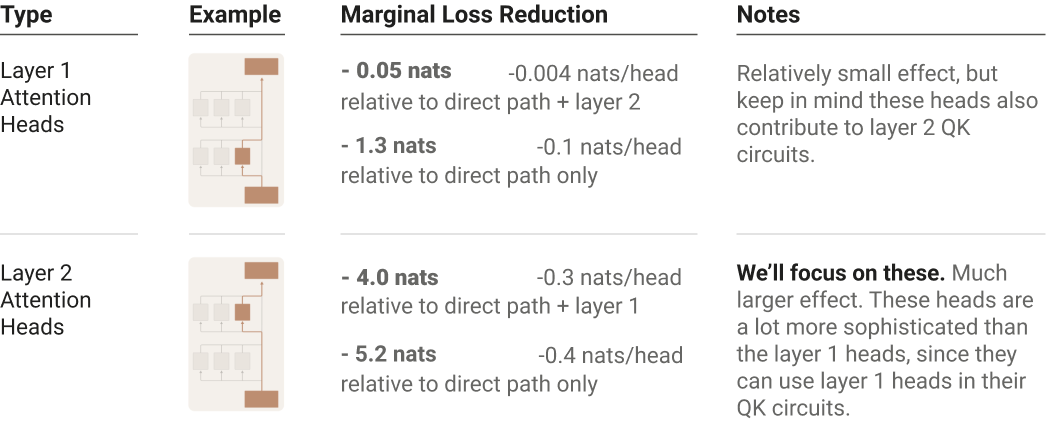 Type Example Marginal Loss Reduction Notes
Layer 1
Attention
Heads
- 0.05 nats -0.004 nats/head
relative to direct path + layer 2
- 1.3 nats -0.1 nats/head
relative to direct path only
Relatively small effect, but
keep in mind these heads also
contribute to layer 2 QK
circuits.
Layer 2
Attention
Heads
- 4.0 nats -0.3 nats/head
relative to direct path + layer 1
- 5.2 nats -0.4 nats/head
relative to direct path only
We’ll focus on these. Much
larger effect. These heads are
a lot more sophisticated than
the layer 1 heads, since they
can use layer 1 heads in their
QK circuits.